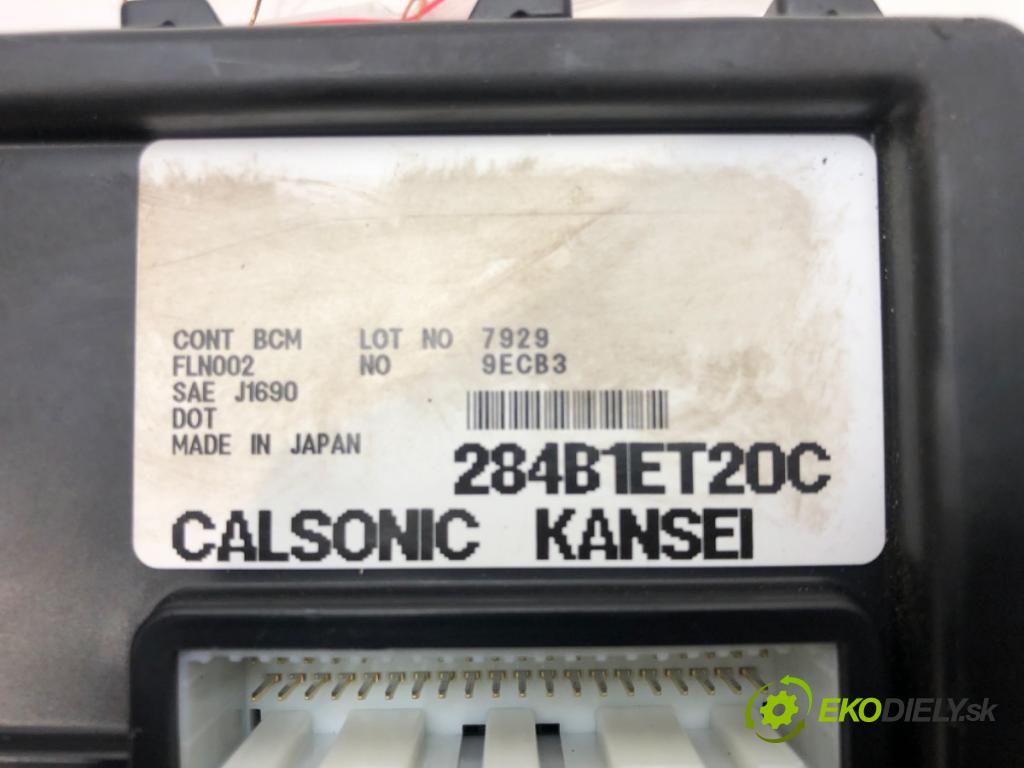 CONT BCM LOT NO 7929
FLN002 NO 9ECB3
SAE J1690
DOT
MADE IN JAPAN
284B1ET20C
CALSONIC KANSEI
EKODIELY.sk